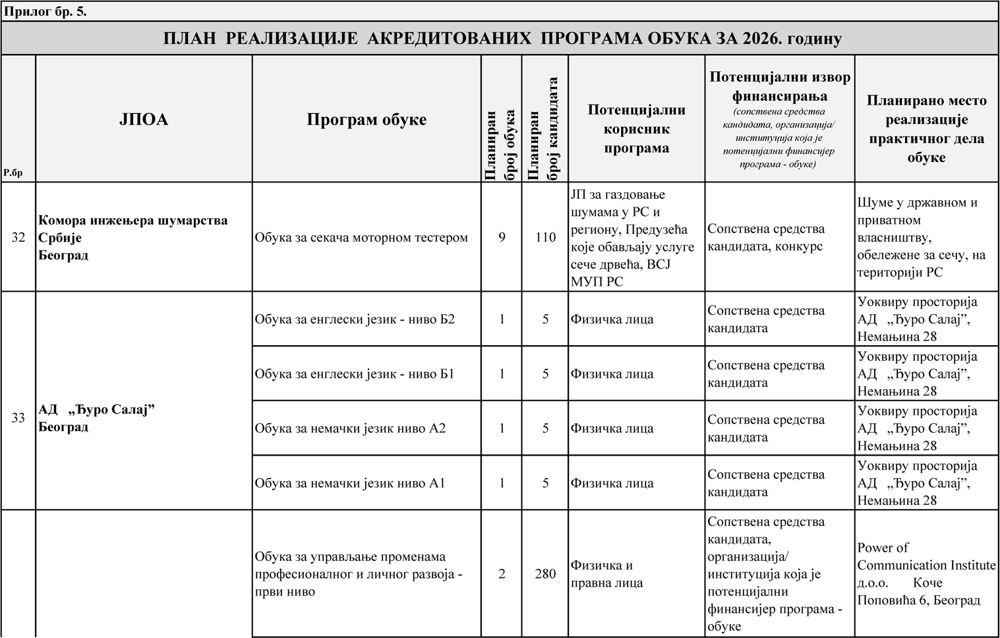 Прилог бр. 5.
ПЛАН РЕАЛИЗАЦИЈЕ АКРЕДИТОВАНИХ ПРОГРАМА ОБУКА ЗА 2026. годину
Р.бр
ЈПОА
Програм обуке
Планиран
број обука
Планиран
број кандидата
Потенцијални
корисник
програма
Потенцијални извор
финансирања
(сопствена средства
кандидата, организација/
институција која је
потенцијални финансијер
програма - обуке)
Планирано место
реализације
практичног дела
обуке
32
Комора инжењера шумарства
Србије
Београд
Обука за секача моторном тестером
9
110
ЈП за газдовање
шумама у РС и
региону, Предузећа
које обављају услуге
сече дрвећа, ВСЈ
МУП РС
Сопствена средства
кандидата, конкурс
Шуме у државном и
приватном
власништву,
обележене за сечу, на
територији РС
33
АД „Ђуро Салај”
Београд
Обука за енглески језик - ниво Б2
1
5
Физичка лица
Сопствена средства
кандидата
Уоквиру просторија
АД „Ђуро Салај”,
Немањина 28
Обука за енглески језик - ниво Б1
1
5
Физичка лица
Сопствена средства
кандидата
Уоквиру просторија
АД „Ђуро Салај”,
Немањина 28
Обука за немачки језик ниво А2
1
5
Физичка лица
Сопствена средства
кандидата
Уоквиру просторија
АД „Ђуро Салај”,
Немањина 28
Обука за немачки језик ниво А1
1
5
Физичка лица
Сопствена средства
кандидата
Уоквиру просторија
АД „Ђуро Салај”,
Немањина 28
Обука за управљање променама
професионалног и личног развоја -
први ниво
2
280
Физичка и
правна лица
Сопствена средства
кандидата,
организација/
институција која је
потенцијални
финансијер програма -
обуке
Power of
Communication Institute
д.о.о. Коче
Поповића 6, Београд